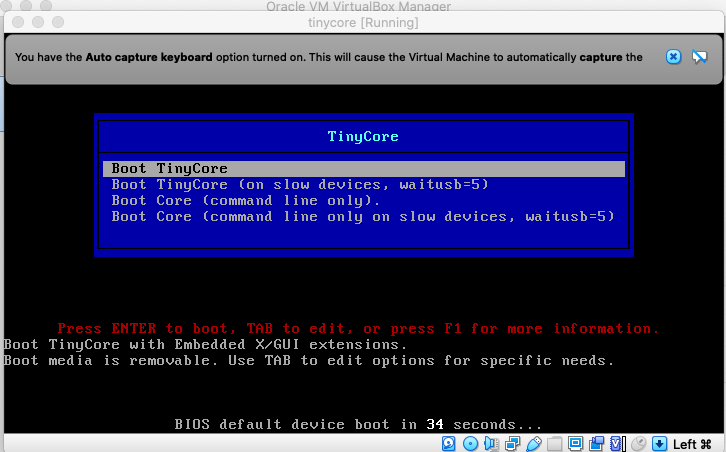 Oracle VM VirtualBox Manager
tinycore [Running]
You have the Auto capture keyboard option turned on. This will cause the Virtual Machine to automatically capture the
TinyCore
Boot TinyCore
Boot TinyCore (on slow devices, waitusb=5)
Boot Core (command line only).
Boot Core (command line only on slow devices, waitusb=5)
Press ENTER to boot, TAB to edit, or press F1 for more information.
Boot TinyCore with Embedded X/GUI extensions.
Boot media is removable. Use TAB to edit options for specific needs.
BIOS default device boot in 34 seconds...
Left ⌘